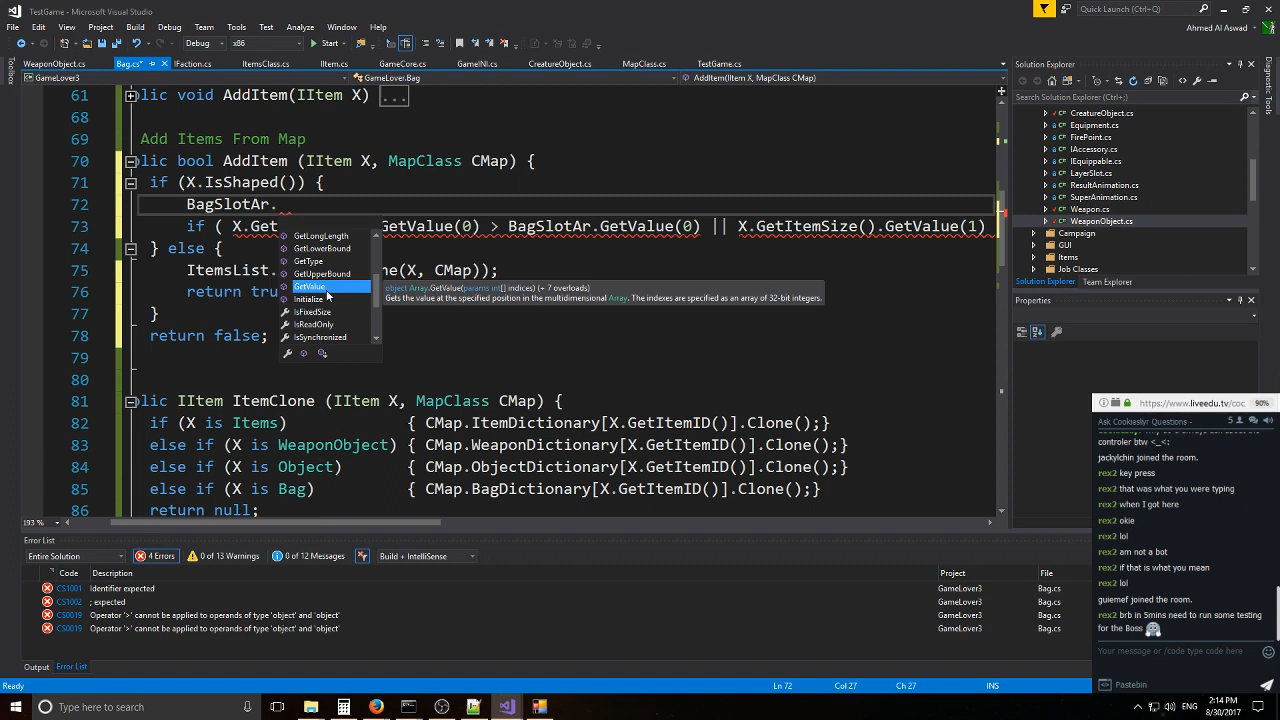 TestGame - Microsoft Visual Studio
Quick Launch (Ctrl+Q)
File Edit View Project Build Debug Team Tools Test Analyze Window Help
Ahmed Al Aswad
Debug x86 Start
WeaponObject.cs Bag.cs* IFaction.cs ItemsClass.cs IItem.cs GameCore.cs GameINI.cs CreatureObject.cs MapClass.cs TestGame.cs
GameLover3 GameLover.Bag AddItem(IItem X, MapClass CMap)
Toolbox
61 lic void AddItem(IItem X) ...
68
69 Add Items From Map
70 lic bool AddItem (IItem X, MapClass CMap) {
71 if (X.IsShaped()) {
72 BagSlotAr.
73 if ( X.Get GetValue(0) > BagSlotAr.GetValue(0) || X.GetItemSize().GetValue(1)
74 } else {
75 ItemsList. ne(X, CMap));
76 return tru
77 }
78 return false;
79
80
81 lic IItem ItemClone (IItem X, MapClass CMap) {
82 if (X is Items) { CMap.ItemDictionary[X.GetItemID()].Clone();}
83 else if (X is WeaponObject) { CMap.WeaponDictionary[X.GetItemID()].Clone();}
84 else if (X is Object) { CMap.ObjectDictionary[X.GetItemID()].Clone();}
85 else if (X is Bag) { CMap.BagDictionary[X.GetItemID()].Clone();}
86 return null;
GetLongLength
GetLowerBound
GetType
GetUpperBound
GetValue
Initialize
IsFixedSize
IsReadOnly
IsSynchronized
object Array.GetValue(params int[] indices) (+ 7 overloads)
Gets the value at the specified position in the multidimensional Array. The indexes are specified as an array of 32-bit integers.
193 %
Error List
Entire Solution 4 Errors 0 of 13 Warnings 0 of 12 Messages Build + IntelliSense
Code Description Project File
CS1001 Identifier expected GameLover3 Bag.cs
CS1002 ; expected GameLover3 Bag.cs
CS0019 Operator '>' cannot be applied to operands of type 'object' and 'object' GameLover3 Bag.cs
CS0019 Operator '>' cannot be applied to operands of type 'object' and 'object' GameLover3 Bag.cs
Output Error List
Ready Ln 72 Col 27 Ch 27 INS
Solution Explorer
Search Solution Explorer (Ctrl+;)
CreatureObject.cs
Equipment.cs
FirePoint.cs
IAccessory.cs
IEquippable.cs
LayerSlot.cs
ResultAnimation.cs
SuperAnimation.cs
Weapon.cs
WeaponObject.cs
Campaign
GUI
Items
Job Classes
Solution Explorer Team Explorer
Properties
Diagnostic Tools
https://www.liveedu.tv/coc 90%
Ask Cookieslyr Questions - 5
controler btw <_<;
jackylchin joined the room.
rex2 key press
rex2 that was what you were typing
rex2 when I got here
rex2 okie
rex2 lol
rex2 am not a bot
rex2 if that is what you mean
rex2 lol
guiemef joined the room.
rex2 brb in 5mins need to run some testing
for the Boss
Your message or /code type code here
Pastebin
Type here to search
ENG
2:14 PM
8/30/2017